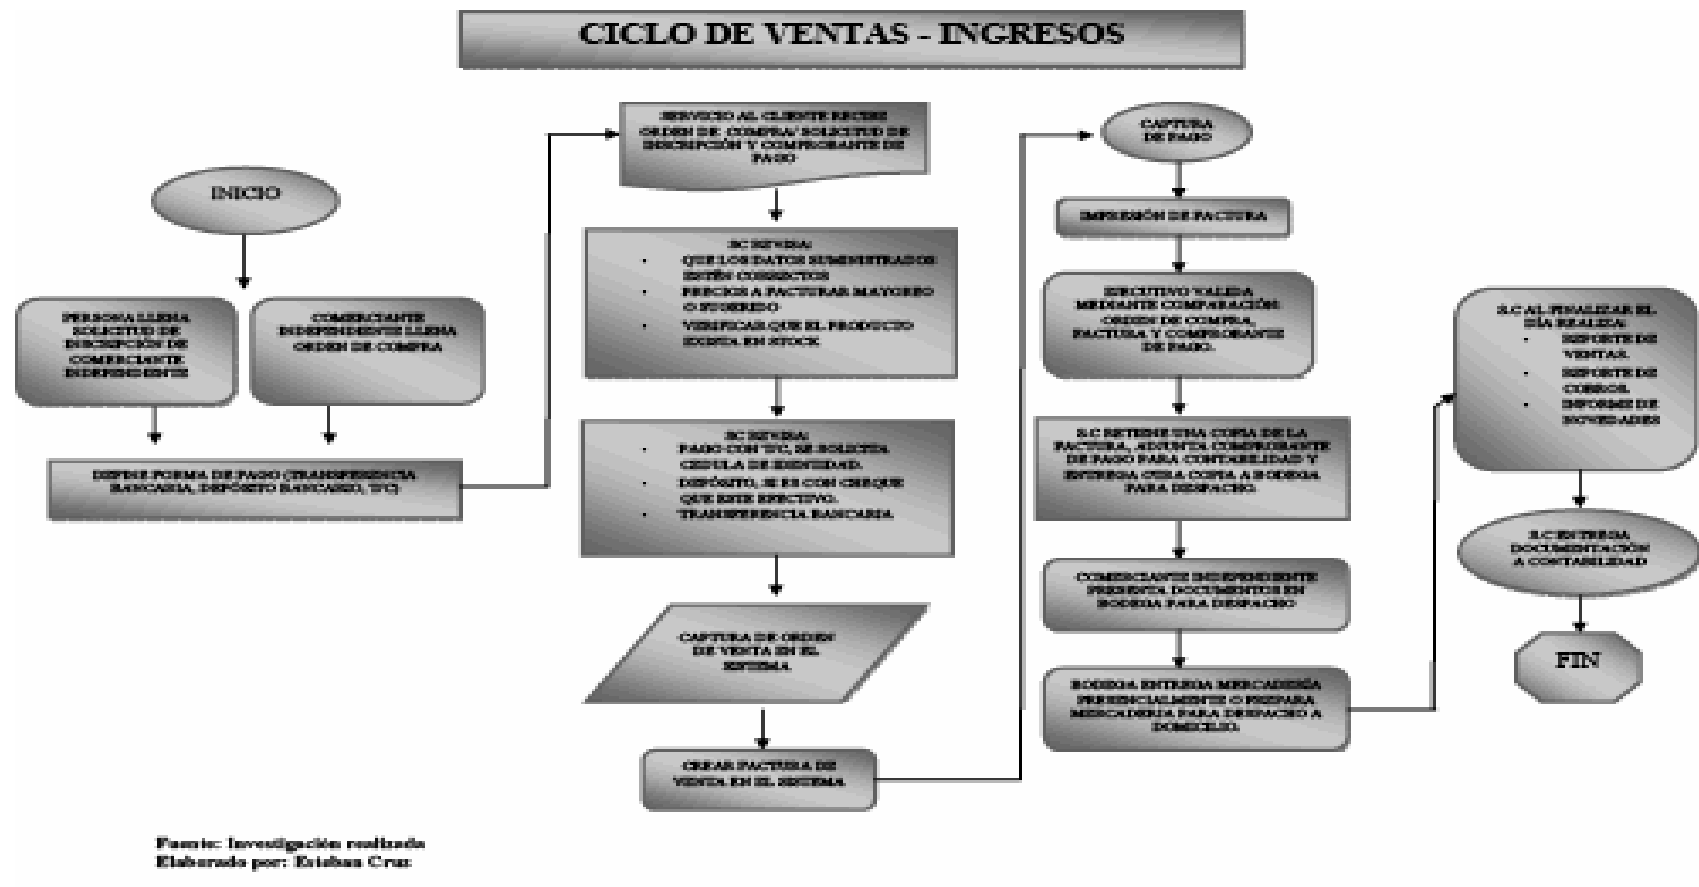 CICLO DE VENTAS - INGRESOS
INICIO
PERSONA LLENA
SOLICITUD DE
INSCRIPCIÓN DE
COMERCIANTE
INDEPENDIENTE
COMERCIANTE
INDEPENDIENTE LLENA
ORDEN DE COMPRA
DEFINE FORMA DE PAGO (TRANSFERENCIA
BANCARIA, DEPÓSITO BANCARIO, T/C)
SERVICIO AL CLIENTE RECIBE
ORDEN DE COMPRA/ SOLICITUD DE
INSCRIPCIÓN Y COMPROBANTE DE
PAGO
SC REVISA:
• QUE LOS DATOS SUMINISTRADOS
ESTÉN CORRECTOS
• PRECIOS A FACTURAR MAYOREO
O SUGERIDO
• VERIFICAR QUE EL PRODUCTO
EXISTA EN STOCK
SC REVISA:
• PAGO CON T/C, SE SOLICITA
CEDULA DE IDENTIDAD.
• DEPÓSITO, SI ES CON CHEQUE
QUE ESTE EFECTIVO.
• TRANSFERENCIA BANCARIA
CAPTURA DE ORDEN
DE VENTA EN EL
SISTEMA
CREAR FACTURA DE
VENTA EN EL SISTEMA
CAPTURA
DE PAGO
IMPRESIÓN DE FACTURA
EJECUTIVO VALIDA
MEDIANTE COMPARACIÓN:
ORDEN DE COMPRA,
FACTURA Y COMPROBANTE
DE PAGO.
S.C RETIENE UNA COPIA DE LA
FACTURA, ADJUNTA COMPROBANTE
DE PAGO PARA CONTABILIDAD Y
ENTREGA OTRA COPIA A BODEGA
PARA DESPACHO.
COMERCIANTE INDEPENDIENTE
PRESENTA DOCUMENTOS EN
BODEGA PARA DESPACHO
BODEGA ENTREGA MERCADERÍA
PRESENCIALMENTE O PREPARA
MERCADERÍA PARA DESPACHO A
DOMICILIO.
S.C AL FINALIZAR EL
DÍA REALIZA:
• REPORTE DE
VENTAS.
• REPORTE DE
COBROS.
• INFORME DE
NOVEDADES
S.C ENTREGA
DOCUMENTACIÓN
A CONTABILIDAD
FIN
Fuente: Investigación realizada
Elaborado por: Esteban Cruz